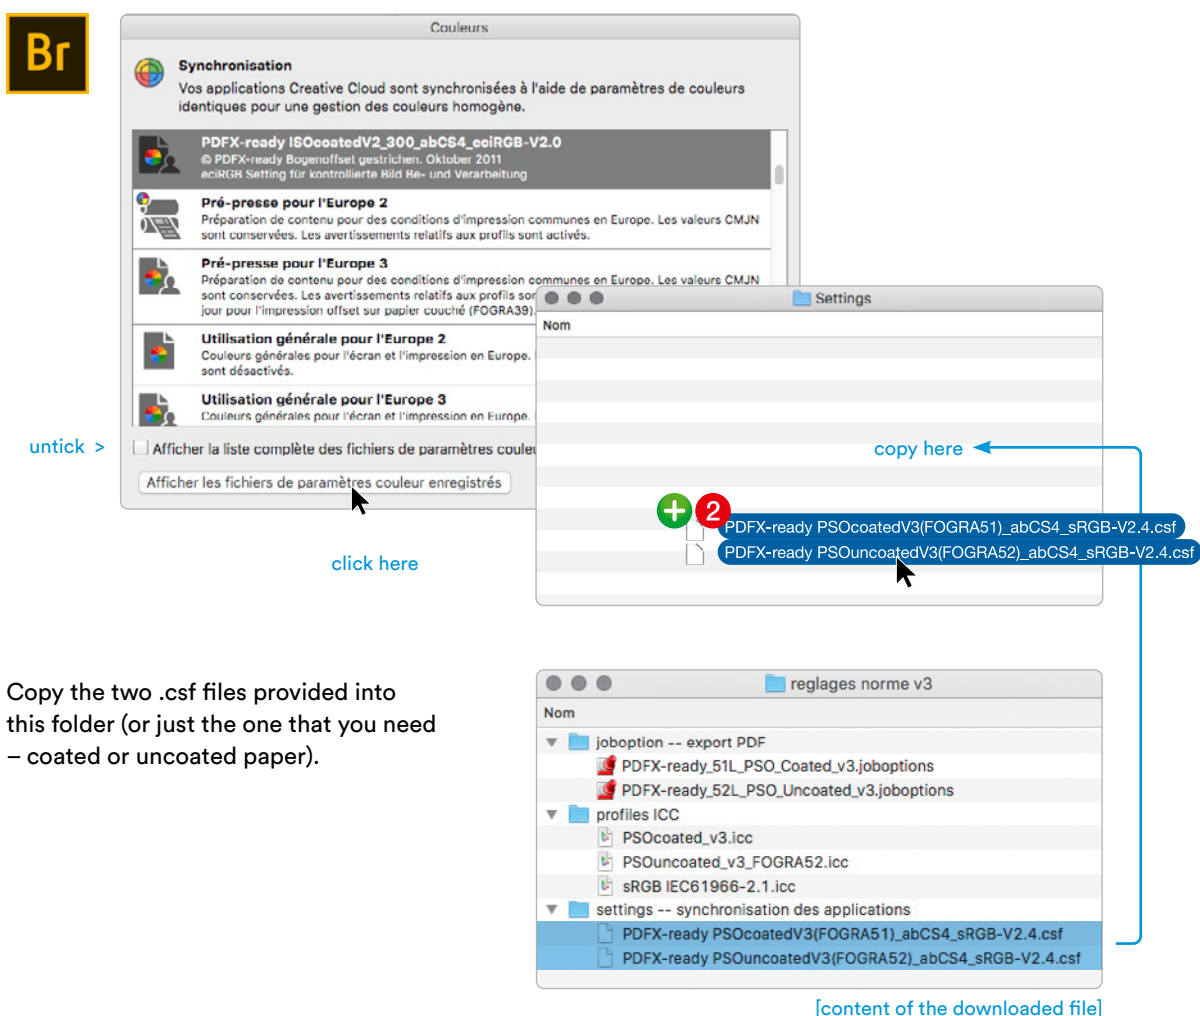 Br
Couleurs
Synchronisation
Vos applications Creative Cloud sont synchronisées à l'aide de paramètres de couleurs
identiques pour une gestion des couleurs homogène.
PDFX-ready ISOcoatedV2_300_abCS4_eciRGB-V2.0
© PDFX-ready Bogenoffset gestrichen. Oktober 2011
eciRGB Setting für kontrollierte Bild Be- und Verarbeitung
Pré-presse pour l'Europe 2
Préparation de contenu pour des conditions d'impression communes en Europe. Les valeurs CMJN
sont conservées. Les avertissements relatifs aux profils sont activés.
Pré-presse pour l'Europe 3
Préparation de contenu pour des conditions d'impression communes en Europe. Les valeurs CMJN
sont conservées. Les avertissements relatifs aux profils sor
jour pour l'impression offset sur papier couché (FOGRA39)
Utilisation générale pour l'Europe 2
Couleurs générales pour l'écran et l'impression en Europe.
sont désactivés.
Utilisation générale pour l'Europe 3
Couleurs générales pour l'écran et l'impression en Europe.
untick >
Afficher la liste complète des fichiers de paramètres coule
Afficher les fichiers de paramètres couleur enregistrés
click here
Settings
Nom
copy here
2
PDFX-ready PSOcoatedV3(FOGRA51)_abCS4_sRGB-V2.4.csf
PDFX-ready PSOuncoatedV3(FOGRA52)_abCS4_sRGB-V2.4.csf
Copy the two .csf files provided into
this folder (or just the one that you need
– coated or uncoated paper).
reglages norme v3
Nom
joboption -- export PDF
PDFX-ready_51L_PSO_Coated_v3.joboptions
PDFX-ready_52L_PSO_Uncoated_v3.joboptions
profiles ICC
PSOcoated_v3.icc
PSOuncoated_v3_FOGRA52.icc
sRGB IEC61966-2.1.icc
settings -- synchronisation des applications
PDFX-ready PSOcoatedV3(FOGRA51)_abCS4_sRGB-V2.4.csf
PDFX-ready PSOuncoatedV3(FOGRA52)_abCS4_sRGB-V2.4.csf
[content of the downloaded file]